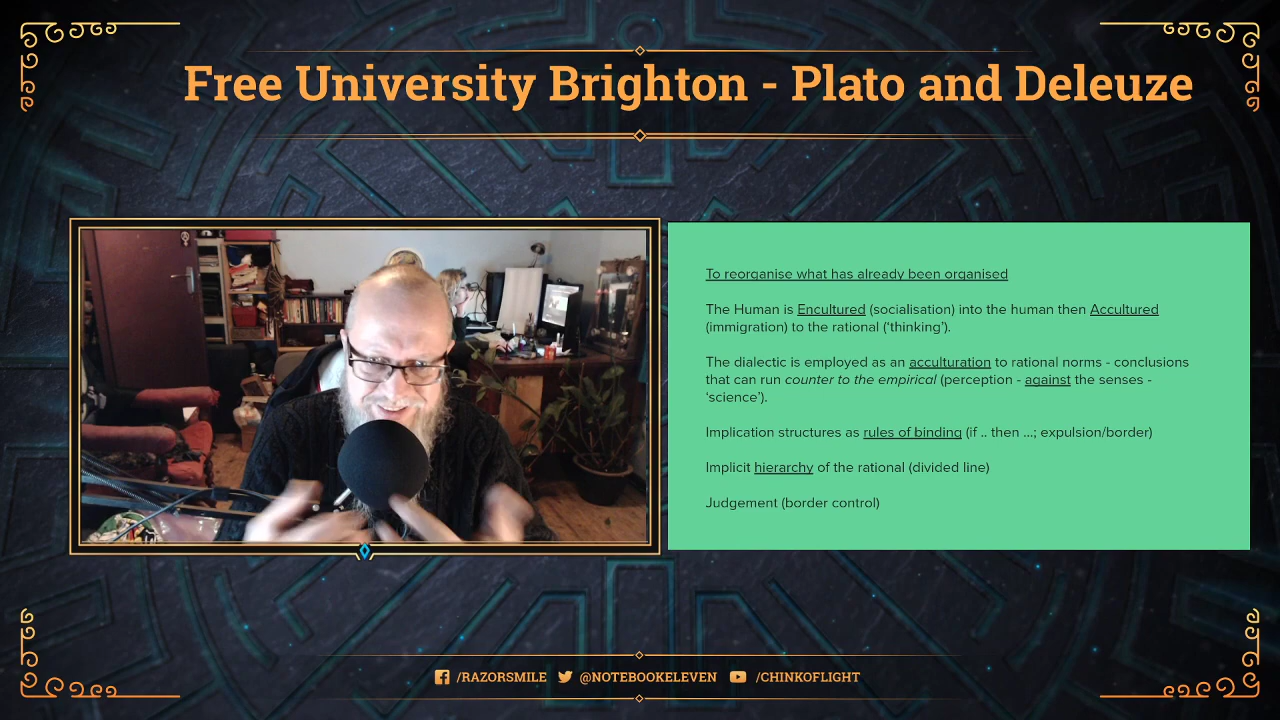 Free University Brighton - Plato and Deleuze
To reorganise what has already been organised
The Human is Encultured (socialisation) into the human then Accultured
(immigration) to the rational (‘thinking’).
The dialectic is employed as an acculturation to rational norms - conclusions
that can run counter to the empirical (perception - against the senses -
‘science’).
Implication structures as rules of binding (if .. then ...; expulsion/border)
Implicit hierarchy of the rational (divided line)
Judgement (border control)
/RAZORSMILE @NOTEBOOKELEVEN /CHINKOFLIGHT